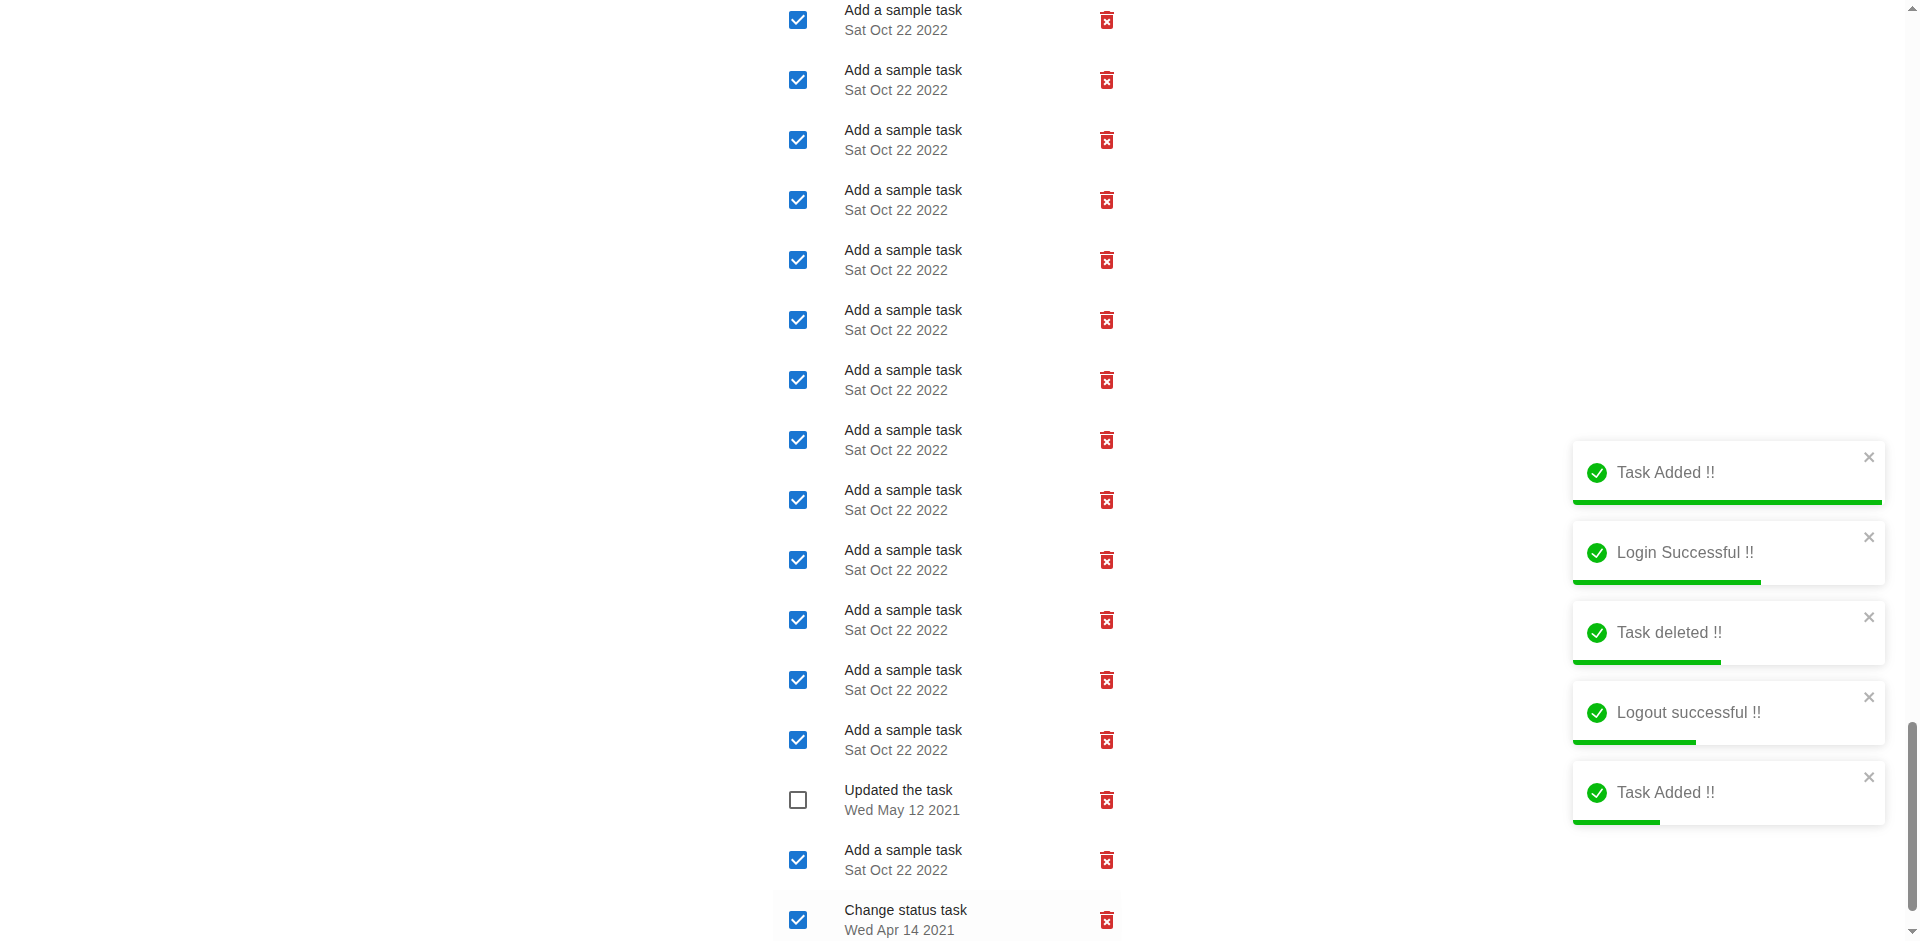 Add a sample task
Sat Oct 22 2022
Add a sample task
Sat Oct 22 2022
Add a sample task
Sat Oct 22 2022
Add a sample task
Sat Oct 22 2022
Add a sample task
Sat Oct 22 2022
Add a sample task
Sat Oct 22 2022
Add a sample task
Sat Oct 22 2022
Add a sample task
Sat Oct 22 2022
Add a sample task
Sat Oct 22 2022
Add a sample task
Sat Oct 22 2022
Add a sample task
Sat Oct 22 2022
Add a sample task
Sat Oct 22 2022
Add a sample task
Sat Oct 22 2022
Updated the task
Wed May 12 2021
Add a sample task
Sat Oct 22 2022
Change status task
Wed Apr 14 2021
Task Added !!
Login Successful !!
Task deleted !!
Logout successful !!
Task Added !!